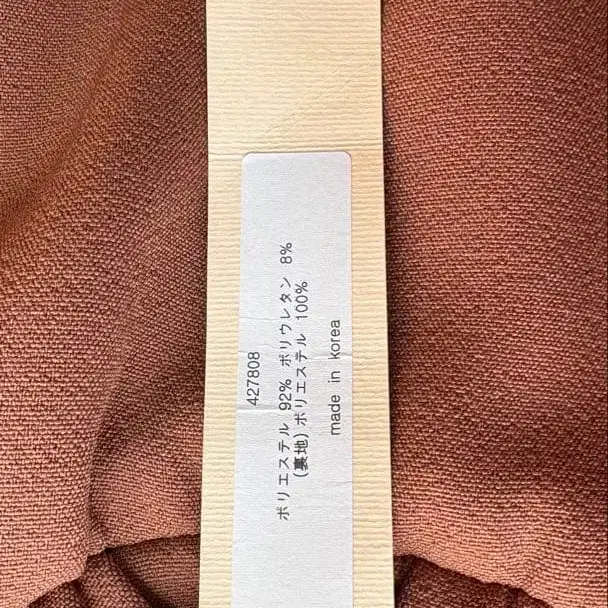 427808
ポリエステル 92% ポリウレタン 8%
(裏地) ポリエステル 100%
made in korea